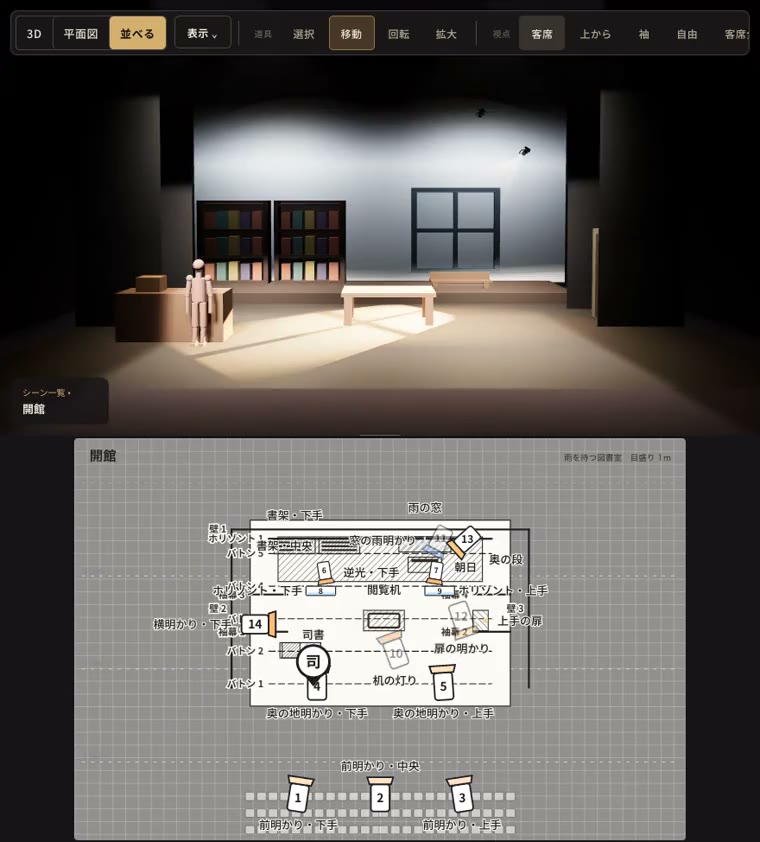 3D 平面図 並べる 表示 道具 選択 移動 回転 拡大 視点 客席 上から 袖 自由
シーン一覧
開館
開館
雨を待つ図書室 目盛り 1m
雨の窓
書架・下手
壁 1
書架・中央
窓の雨明かり
11
13
バトン 5
奥の段
朝日
6
逆光・下手
7
ホリゾント・下手
8
閲覧机
9
ホリゾント・上手
壁 2
壁 3
横明かり・下手
14
12
上手の扉
袖幕 2
司書
扉の明かり
バトン 2
司
10
机の灯り
バトン 1
4
5
奥の地明かり・下手
奥の地明かり・上手
前明かり・中央
1
2
3
前明かり・下手
前明かり・上手